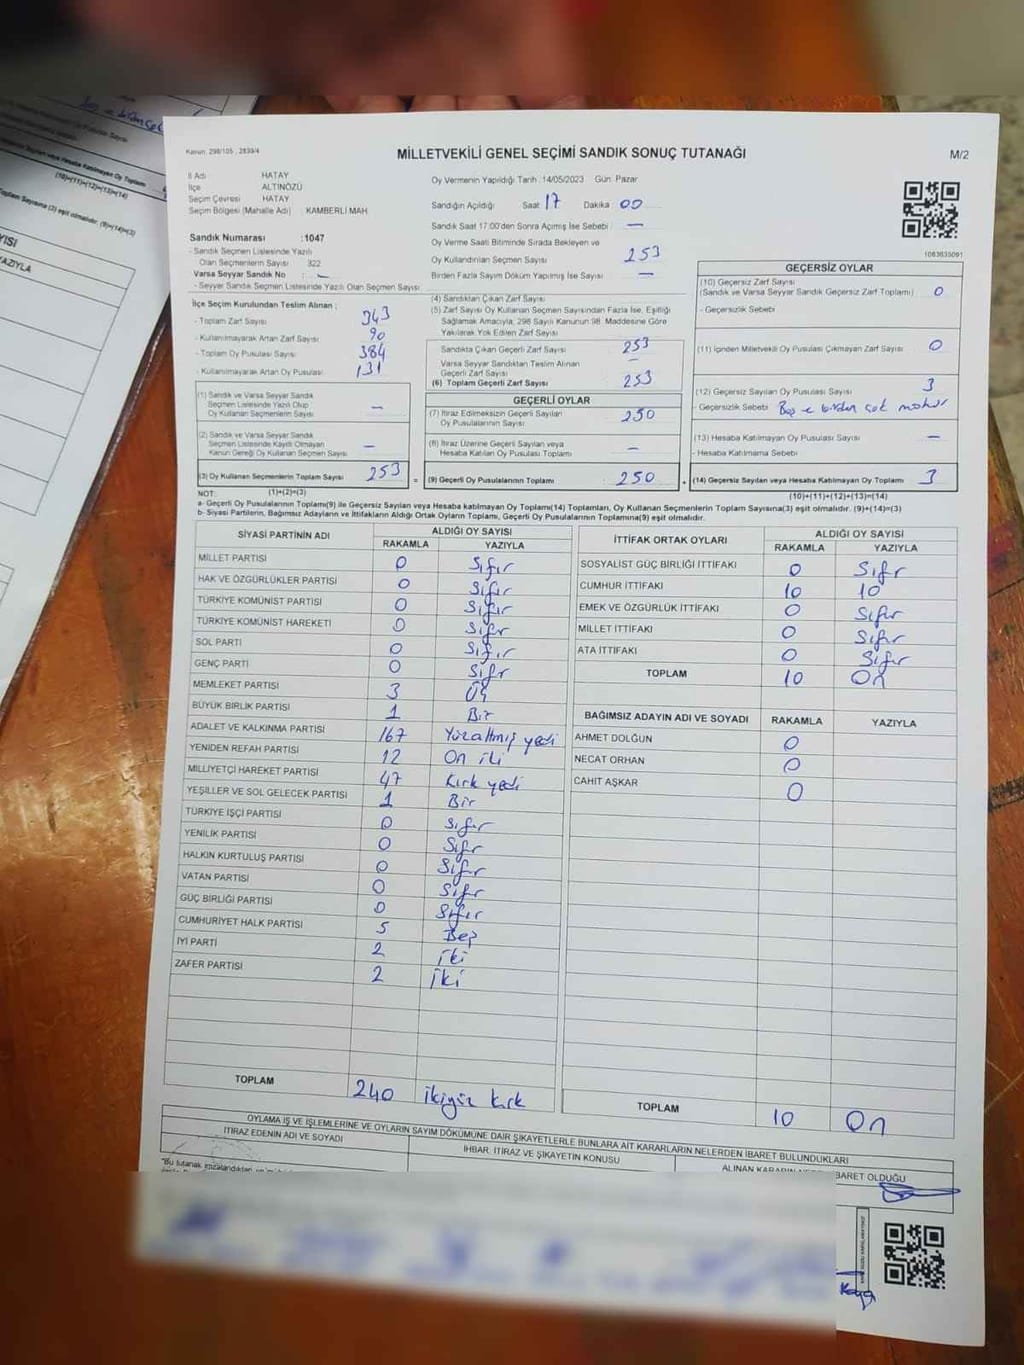 Kanun: 298/105 , 2839/4
MİLLETVEKİLİ GENEL SEÇİMİ SANDIK SONUÇ TUTANAĞI
M/2
İl Adı HATAY
İlçe ALTINÖZÜ
Seçim Çevresi HATAY
Seçim Bölgesi (Mahalle Adı) : KAMBERLİ MAH.
Sandık Numarası :1047
- Sandık Seçmen Listesinde Yazılı
Olan Seçmenlerin Sayısı 322
Varsa Seyyar Sandık No : -
- Seyyar Sandık Seçmen Listesinde Yazılı Olan Seçmen Sayısı
Oy Vermenin Yapıldığı Tarih :14/05/2023 Gün: Pazar
Sandığın Açıldığı Saat 17 Dakika : 00
Sandık Saat 17:00'den Sonra Açılmış İse Sebebi : -
Oy Verme Saati Bitiminde Sırada Bekleyen ve
Oy Kullandırılan Seçmen Sayısı 253
Birden Fazla Sayım Döküm Yapılmış İse Sayısı -
1083635091
İlçe Seçim Kurulundan Teslim Alınan :
- Toplam Zarf Sayısı 343
- Kullanılmayarak Artan Zarf Sayısı 90
- Toplam Oy Pusulası Sayısı 384
- Kullanılmayarak Artan Oy Pusulası 131
(1) Sandık ve Varsa Seyyar Sandık
Seçmen Listesinde Yazılı Olup
Oy Kullanan Seçmenlerin Sayısı -
(2) Sandık ve Varsa Seyyar Sandık
Seçmen Listesinde Kayıtlı Olmayan
Kanun Gereği Oy Kullanan Seçmen Sayısı -
(3) Oy Kullanan Seçmenlerin Toplam Sayısı 253
(1)+(2)=(3)
(4) Sandıktan Çıkan Zarf Sayısı
(5) Zarf Sayısı Oy Kullanan Seçmen Sayısından Fazla İse, Eşitliği
Sağlamak Amacıyla; 298 Sayılı Kanunun 98. Maddesine Göre
Yakılarak Yok Edilen Zarf Sayısı
Sandıkta Çıkan Geçerli Zarf Sayısı 253
Varsa Seyyar Sandıktan Teslim Alınan
Geçerli Zarf Sayısı -
(6) Toplam Geçerli Zarf Sayısı 253
GEÇERLİ OYLAR
(7) İtiraz Edilmeksizin Geçerli Sayılan
Oy Pusulalarının Sayısı 250
(8) İtiraz Üzerine Geçerli Sayılan veya
Hesaba Katılan Oy Pusulası Toplamı -
= (9) Geçerli Oy Pusulalarının Toplamı 250
GEÇERSİZ OYLAR
(10) Geçersiz Zarf Sayısı
(Sandık ve Varsa Seyyar Sandık Geçersiz Zarf Toplamı) 0
- Geçersizlik Sebebi
(11) İçinden Milletvekili Oy Pusulası Çıkmayan Zarf Sayısı 0
(12) Geçersiz Sayılan Oy Pusulası Sayısı 3
- Geçersizlik Sebebi Boş birden çok mühür
(13) Hesaba Katılmayan Oy Pusulası Sayısı -
- Hesaba Katılmama Sebebi
+ (14) Geçersiz Sayılan veya Hesaba Katılmayan Oy Toplamı 3
(10)+(11)+(12)+(13)=(14)
NOT:
a- Geçerli Oy Pusulalarının Toplamı(9) ile Geçersiz Sayılan veya Hesaba katılmayan Oy Toplamı(14) Toplamları, Oy Kullanan Seçmenlerin Toplam Sayısına(3) eşit olmalıdır. (9)+(14)=(3)
b- Siyasi Partilerin, Bağımsız Adayların ve İttifakların Aldığı Ortak Oyların Toplamı, Geçerli Oy Pusulalarının Toplamına(9) eşit olmalıdır.
SİYASİ PARTİNİN ADI ALDIĞI OY SAYISI
RAKAMLA YAZIYLA
MİLLET PARTİSİ 0 Sıfır
HAK VE ÖZGÜRLÜKLER PARTİSİ 0 Sıfır
TÜRKİYE KOMÜNİST PARTİSİ 0 Sıfır
TÜRKİYE KOMÜNİST HAREKETİ 0 Sıfır
SOL PARTİ 0 Sıfır
GENÇ PARTİ 0 Sıfır
MEMLEKET PARTİSİ 3 Üç
BÜYÜK BİRLİK PARTİSİ 1 Bir
ADALET VE KALKINMA PARTİSİ 167 Yüzaltmış yedi
YENİDEN REFAH PARTİSİ 12 On iki
MİLLİYETÇİ HAREKET PARTİSİ 47 Kırk yedi
YEŞİLLER VE SOL GELECEK PARTİSİ 1 Bir
TÜRKİYE İŞÇİ PARTİSİ 0 Sıfır
YENİLİK PARTİSİ 0 Sıfır
HALKIN KURTULUŞ PARTİSİ 0 Sıfır
VATAN PARTİSİ 0 Sıfır
GÜÇ BİRLİĞİ PARTİSİ 0 Sıfır
CUMHURİYET HALK PARTİSİ 5 Beş
İYİ PARTİ 2 iki
ZAFER PARTİSİ 2 iki
TOPLAM 240 ikiyüz kırk
İTTİFAK ORTAK OYLARI ALDIĞI OY SAYISI
RAKAMLA YAZIYLA
SOSYALİST GÜÇ BİRLİĞİ İTTİFAKI 0 Sıfır
CUMHUR İTTİFAKI 10 10
EMEK VE ÖZGÜRLÜK İTTİFAKI 0 Sıfır
MİLLET İTTİFAKI 0 Sıfır
ATA İTTİFAKI 0 Sıfır
TOPLAM 10 On
BAĞIMSIZ ADAYIN ADI VE SOYADI RAKAMLA YAZIYLA
AHMET DOLĞUN 0
NECAT ORHAN 0
CAHİT AŞKAR 0
TOPLAM 10 On
OYLAMA İŞ VE İŞLEMLERİNE VE OYLARIN SAYIM DÖKÜMÜNE DAİR ŞİKAYETLERLE BUNLARA AİT KARARLARIN NELERDEN İBARET BULUNDUKLARI
İTİRAZ EDENİN ADI VE SOYADI
İHBAR, İTİRAZ VE ŞİKAYETİN KONUSU
ALINAN KARARIN BARET OLDUĞU
"Bu tutanak